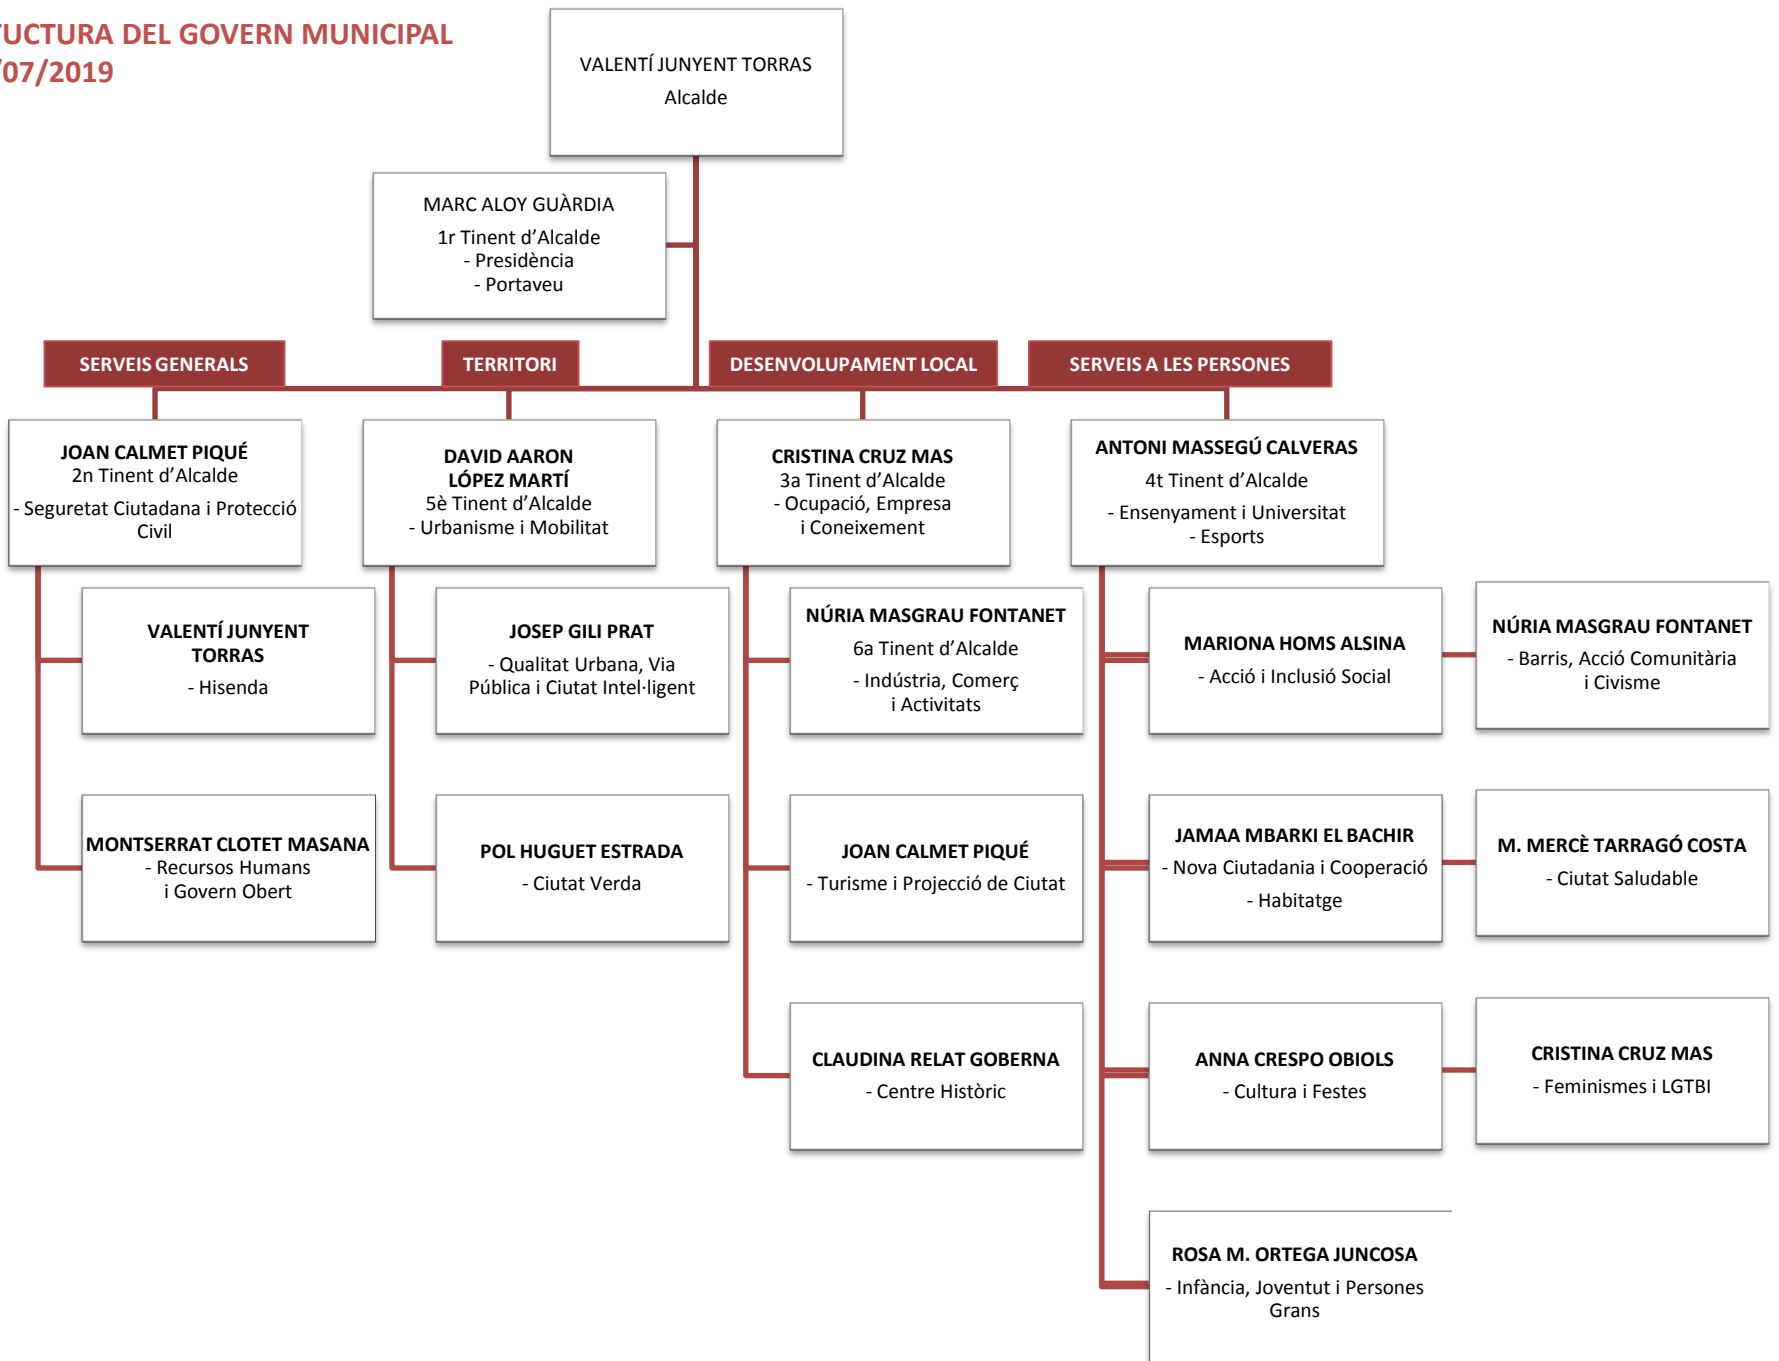 TUCTURA DEL GOVERN MUNICIPAL
/07/2019
VALENTÍ JUNYENT TORRAS
Alcalde
MARC ALOY GUÀRDIA
1r Tinent d’Alcalde
- Presidència
- Portaveu
SERVEIS GENERALS
TERRITORI
DESENVOLUPAMENT LOCAL
SERVEIS A LES PERSONES
JOAN CALMET PIQUÉ
2n Tinent d’Alcalde
- Seguretat Ciutadana i Protecció
Civil
DAVID AARON
LÓPEZ MARTÍ
5è Tinent d’Alcalde
- Urbanisme i Mobilitat
CRISTINA CRUZ MAS
3a Tinent d’Alcalde
- Ocupació, Empresa
i Coneixement
ANTONI MASSEGÚ CALVERAS
4t Tinent d’Alcalde
- Ensenyament i Universitat
- Esports
VALENTÍ JUNYENT
TORRAS
- Hisenda
JOSEP GILI PRAT
- Qualitat Urbana, Via
Pública i Ciutat Intel·ligent
NÚRIA MASGRAU FONTANET
6a Tinent d’Alcalde
- Indústria, Comerç
i Activitats
MARIONA HOMS ALSINA
- Acció i Inclusió Social
NÚRIA MASGRAU FONTANET
- Barris, Acció Comunitària
i Civisme
MONTSERRAT CLOTET MASANA
- Recursos Humans
i Govern Obert
POL HUGUET ESTRADA
- Ciutat Verda
JOAN CALMET PIQUÉ
- Turisme i Projecció de Ciutat
JAMAA MBARKI EL BACHIR
- Nova Ciutadania i Cooperació
- Habitatge
M. MERCÈ TARRAGÓ COSTA
- Ciutat Saludable
CLAUDINA RELAT GOBERNA
- Centre Històric
ANNA CRESPO OBIOLS
- Cultura i Festes
CRISTINA CRUZ MAS
- Feminismes i LGTBI
ROSA M. ORTEGA JUNCOSA
- Infància, Joventut i Persones
Grans